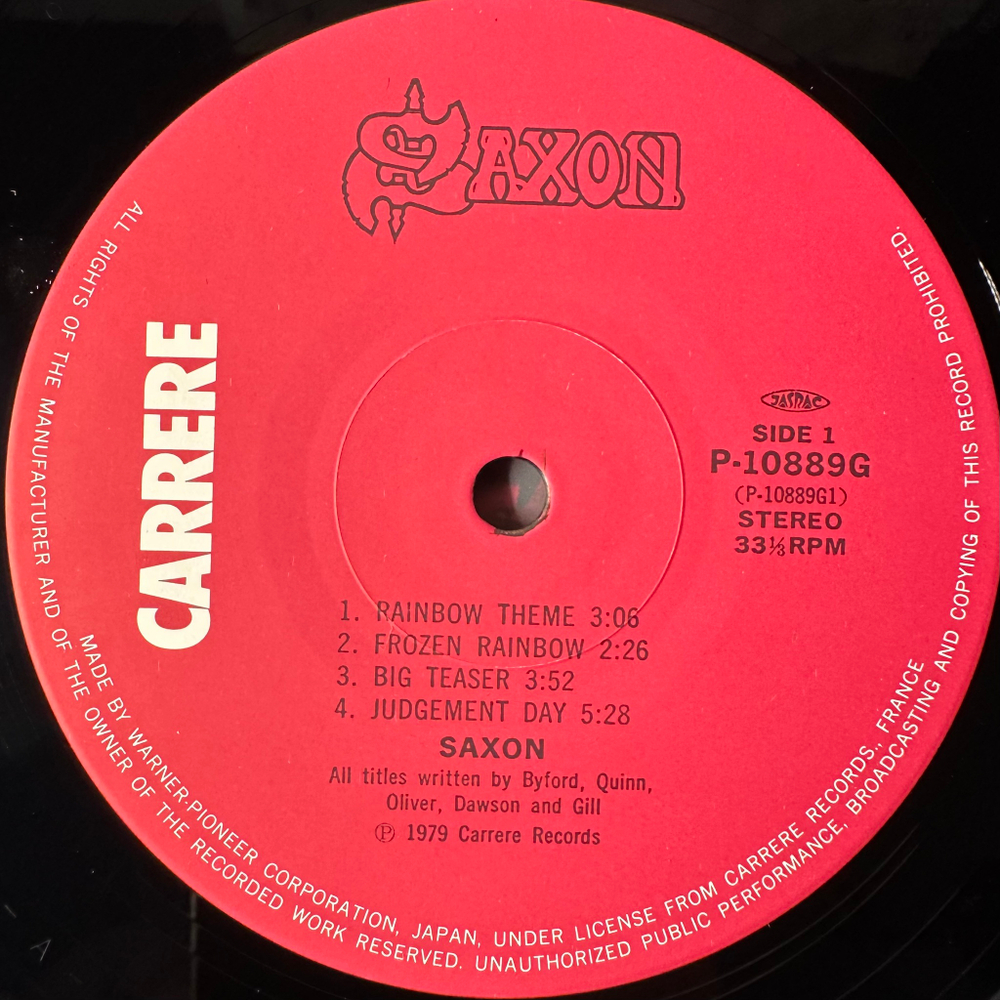 SAXON
CARRERE
JASRAC
SIDE 1
P-10889G
(P-10889G1)
STEREO
33⅓RPM
1. RAINBOW THEME 3:06
2. FROZEN RAINBOW 2:26
3. BIG TEASER 3:52
4. JUDGEMENT DAY 5:28
SAXON
All titles written by Byford, Quinn,
Oliver, Dawson and Gill
Ⓟ 1979 Carrere Records
MADE BY WARNER-PIONEER CORPORATION, JAPAN, UNDER LICENSE FROM CARRERE RECORDS., FRANCE
ALL RIGHTS OF THE MANUFACTURER AND OF THE OWNER OF THE RECORDED WORK RESERVED. UNAUTHORIZED PUBLIC PERFORMANCE, BROADCASTING AND COPYING OF THIS RECORD PROHIBITED.